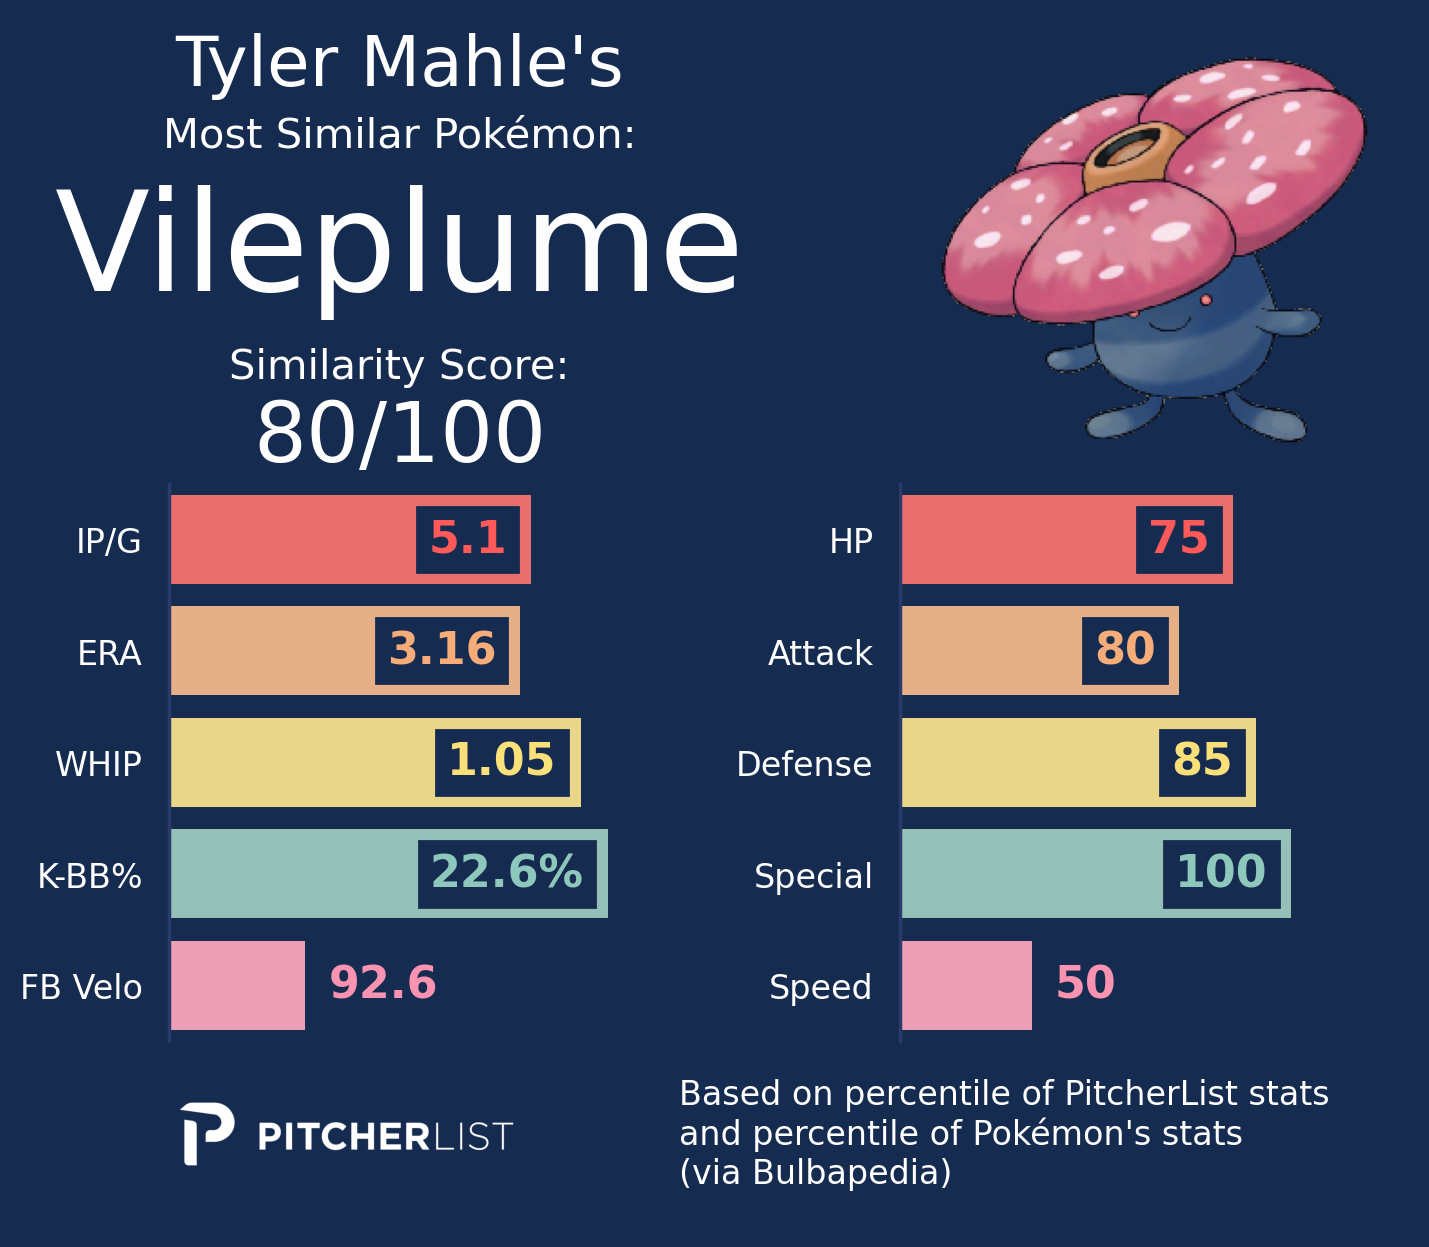 Tyler Mahle's
Most Similar Pokémon:
Vileplume
Similarity Score:
80/100
IP/G 5.1
ERA 3.16
WHIP 1.05
K-BB% 22.6%
FB Velo 92.6
HP 75
Attack 80
Defense 85
Special 100
Speed 50
PITCHERLIST
Based on percentile of PitcherList stats
and percentile of Pokémon's stats
(via Bulbapedia)